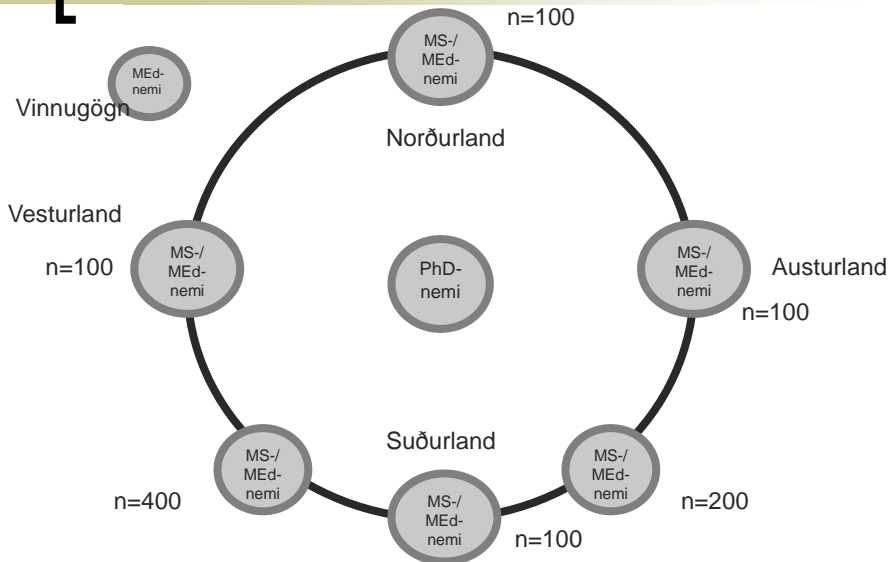 n=100
MS-/
MEd-
nemi
MEd-
nemi
Vinnugögn
Norðurland
Vesturland
n=100
MS-/
MEd-
nemi
PhD-
nemi
MS-/
MEd-
nemi
Austurland
n=100
Suðurland
MS-/
MEd-
nemi
n=400
MS-/
MEd-
nemi
n=100
MS-/
MEd-
nemi
n=200